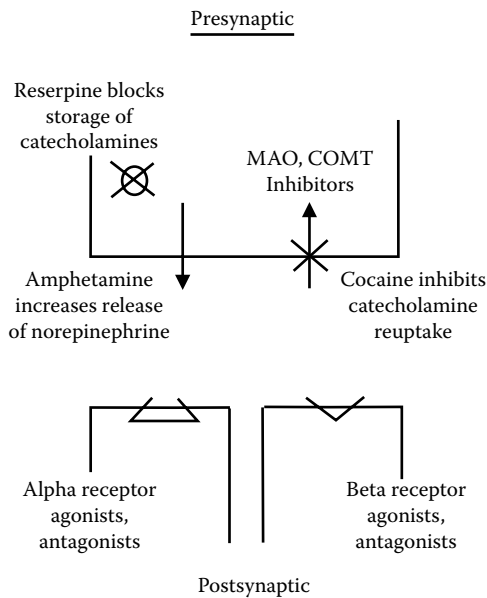 Presynaptic
Reserpine blocks
storage of
catecholamines
MAO, COMT
Inhibitors
Amphetamine
increases release
of norepinephrine
Cocaine inhibits
catecholamine
reuptake
Alpha receptor
agonists,
antagonists
Beta receptor
agonists,
antagonists
Postsynaptic